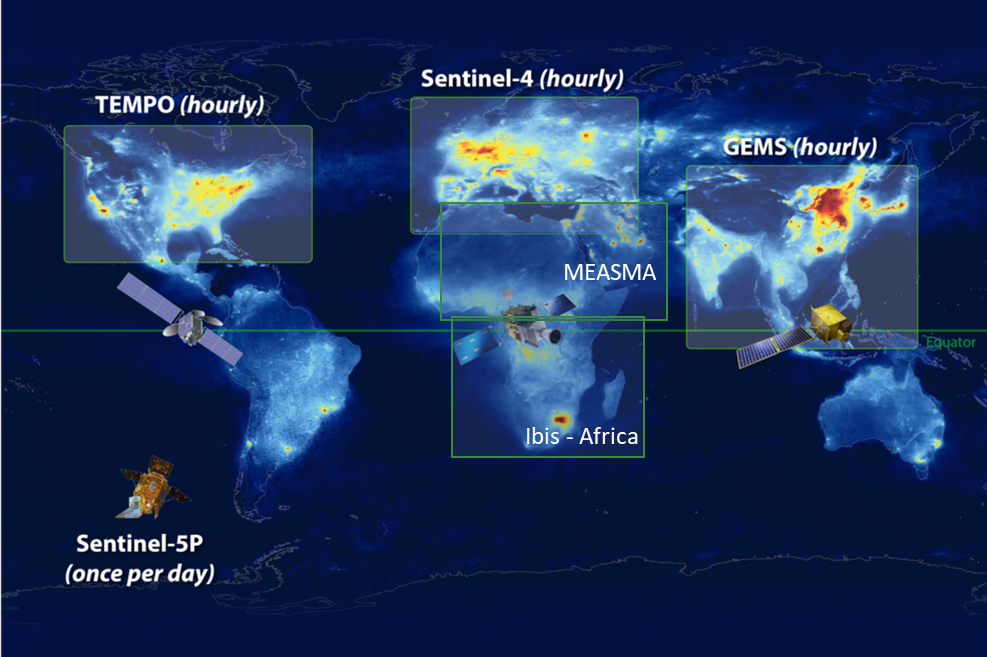 Sentinel-4 (hourly)
TEMPO (hourly)
GEMS (hourly)
MEASMA
Equator
Ibis - Africa
Sentinel-5P
(once per day)